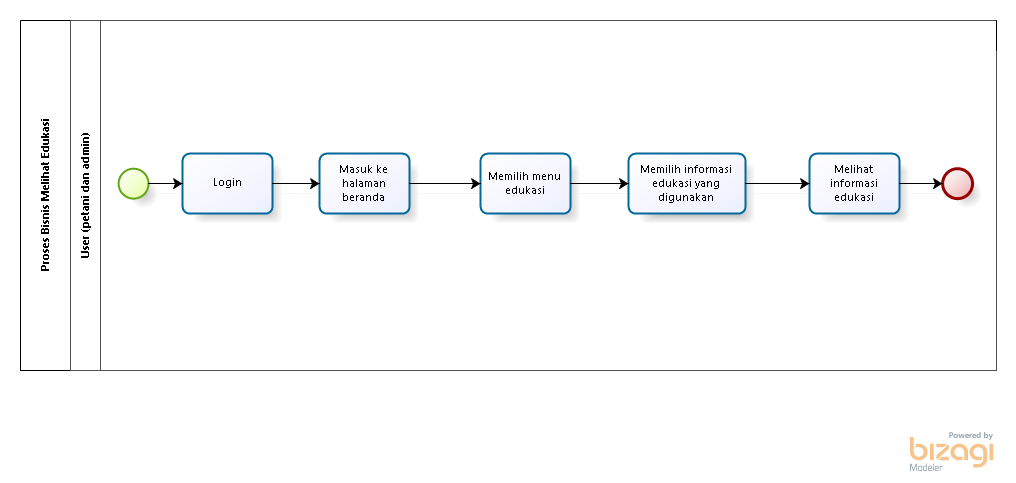 Proses Bisnis Melihat Edukasi
User (petani dan admin)
Login
Masuk ke
halaman
beranda
Memilih menu
edukasi
Memilih informasi
edukasi yang
digunakan
Melihat
informasi
edukasi
Powered by
bizagi
Modeler